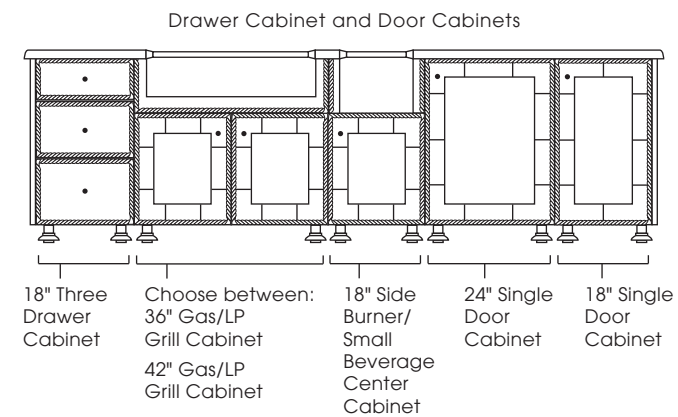 Drawer Cabinet and Door Cabinets
18" Three
Drawer
Cabinet
Choose between:
36" Gas/LP
Grill Cabinet
42" Gas/LP
Grill Cabinet
18" Side
Burner/
Small
Beverage
Center
Cabinet
24" Single
Door
Cabinet
18" Single
Door
Cabinet